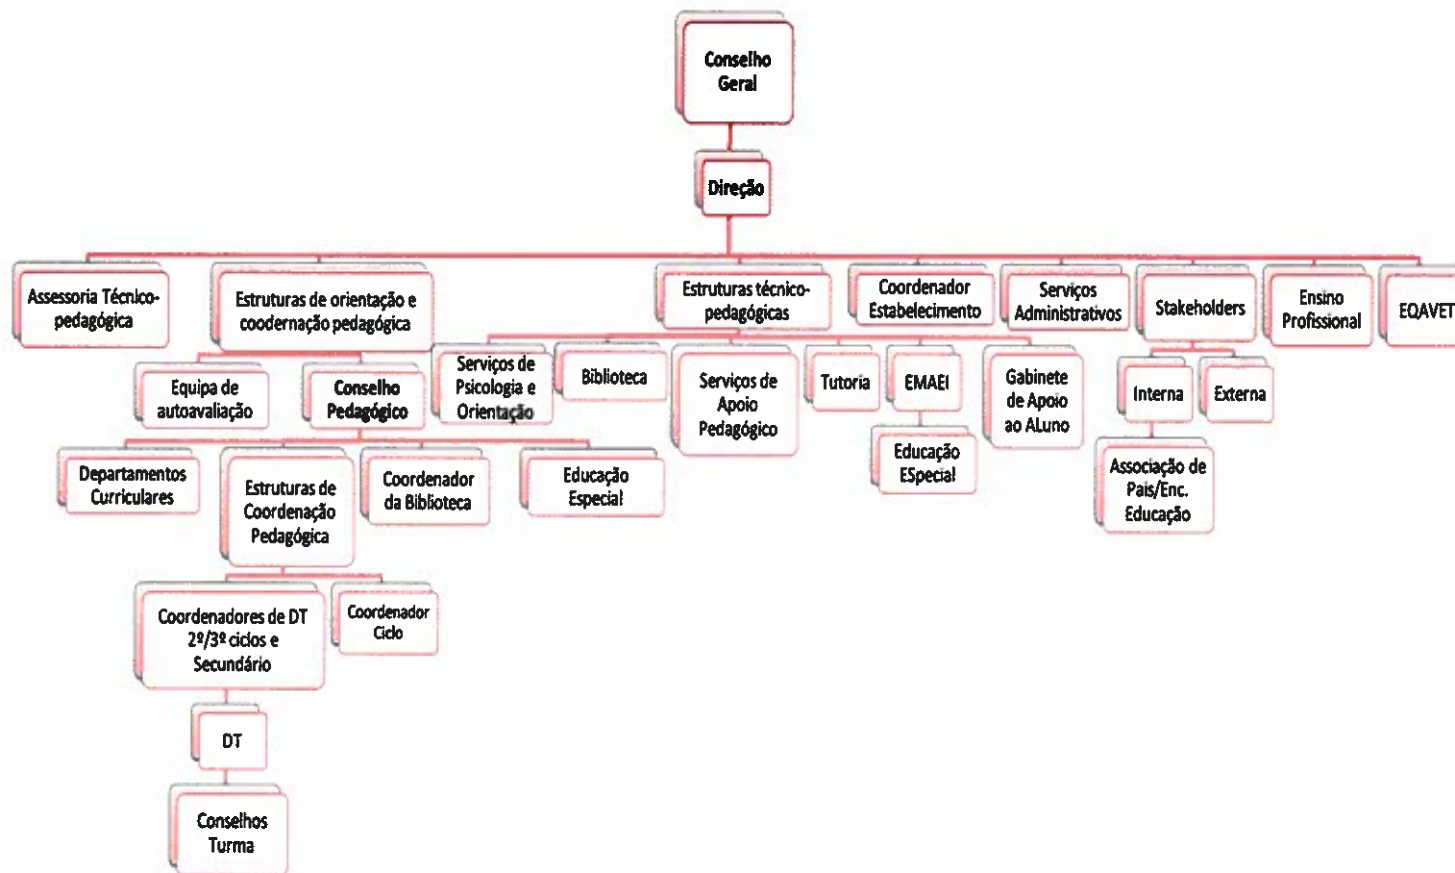 Conselho
Geral
Direção
Assessoria Técnico-
pedagógica
Estruturas de orientação e
coodernação pedagógica
Estruturas técnico-
pedagógicas
Coordenador
Estabelecimento
Serviços
Administrativos
Stakeholders
Ensino
Profissional
EQAVET
Equipa de
autoavaliação
Conselho
Pedagógico
Serviços de
Psicologia e
Orientação
Biblioteca
Serviços de
Apoio
Pedagógico
Tutoria
EMAEI
Gabinete
de Apoio
ao ALuno
Interna
Externa
Departamentos
Curriculares
Estruturas de
Coordenação
Pedagógica
Coordenador
da Biblioteca
Educação
Especial
Educação
ESpecial
Associação de
Pais/Enc.
Educação
Coordenadores de DT
2º/3º ciclos e
Secundário
Coordenador
Ciclo
DT
Conselhos
Turma